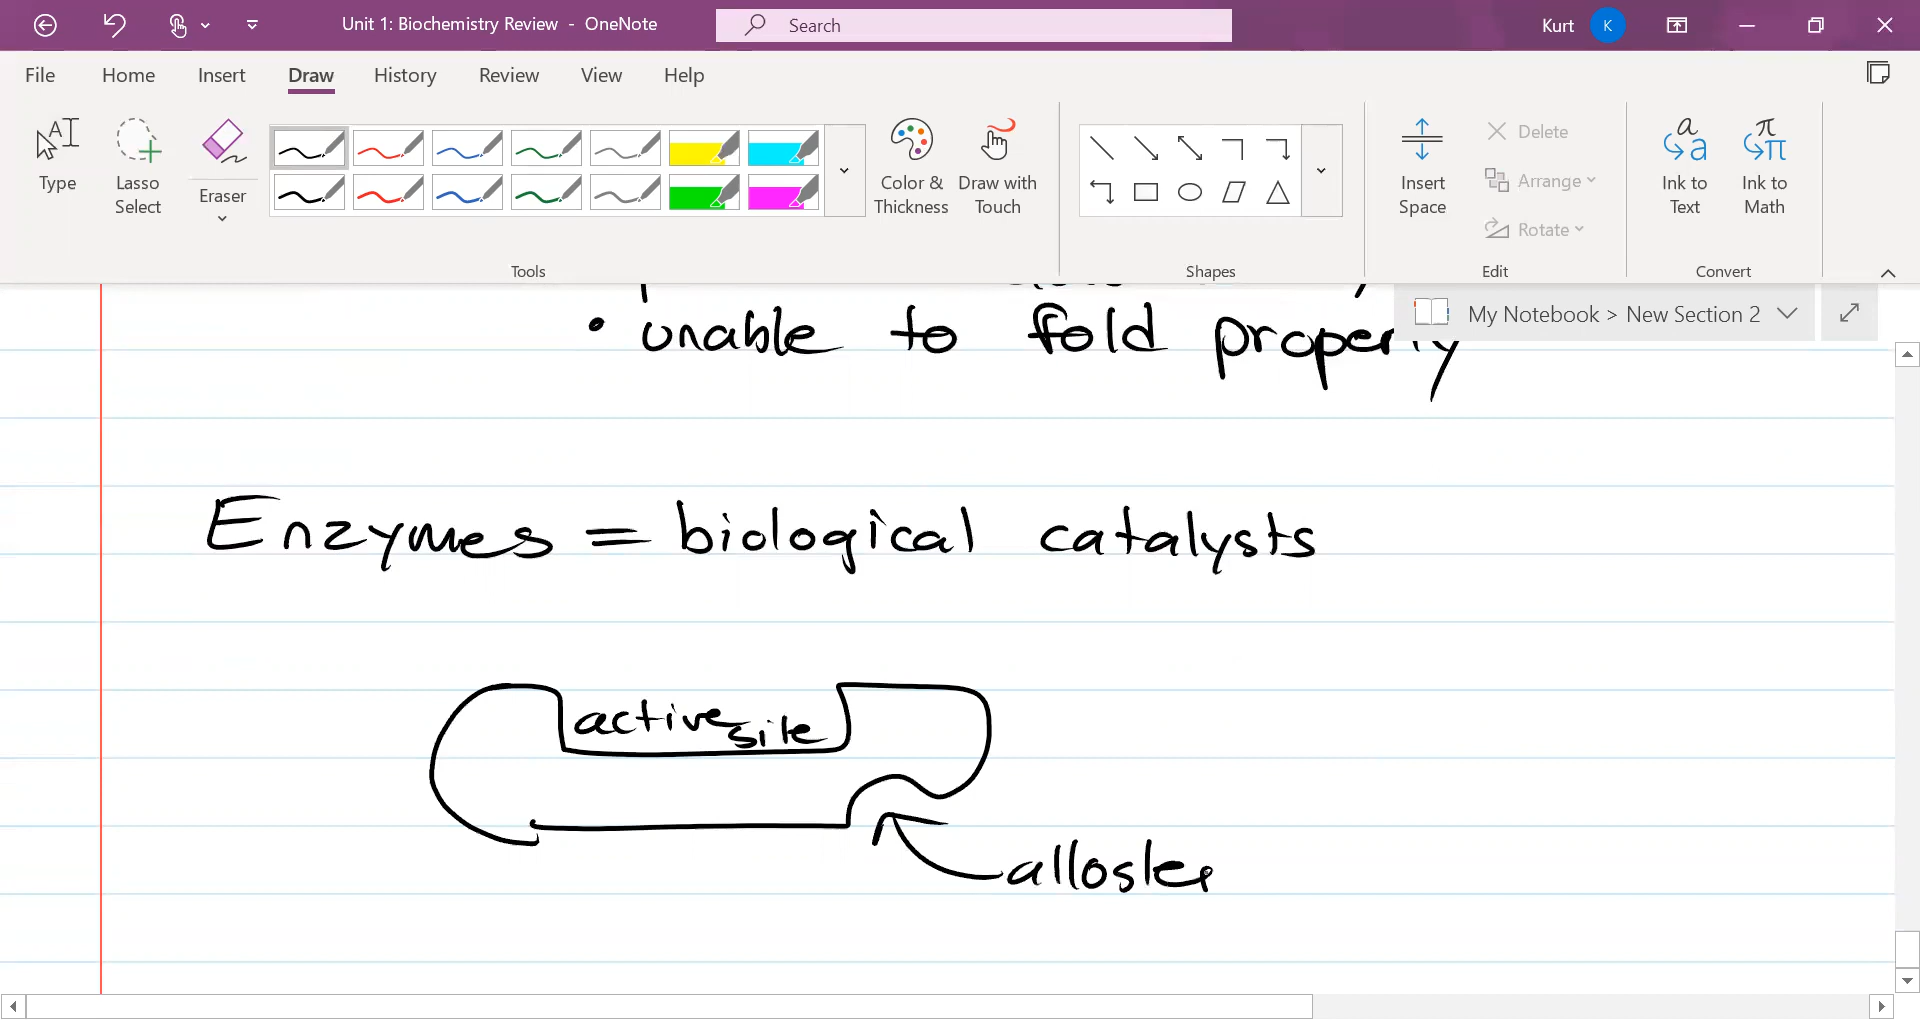 Unit 1: Biochemistry Review - OneNote
Search
Kurt
K
File Home Insert Draw History Review View Help
Type
Lasso Select
Eraser
Color & Thickness
Draw with Touch
Insert Space
Delete
Arrange
Rotate
Ink to Text
Ink to Math
Tools
Shapes
Edit
Convert
My Notebook > New Section 2
• unable to fold properly
Enzymes = biological catalysts
active site
alloster